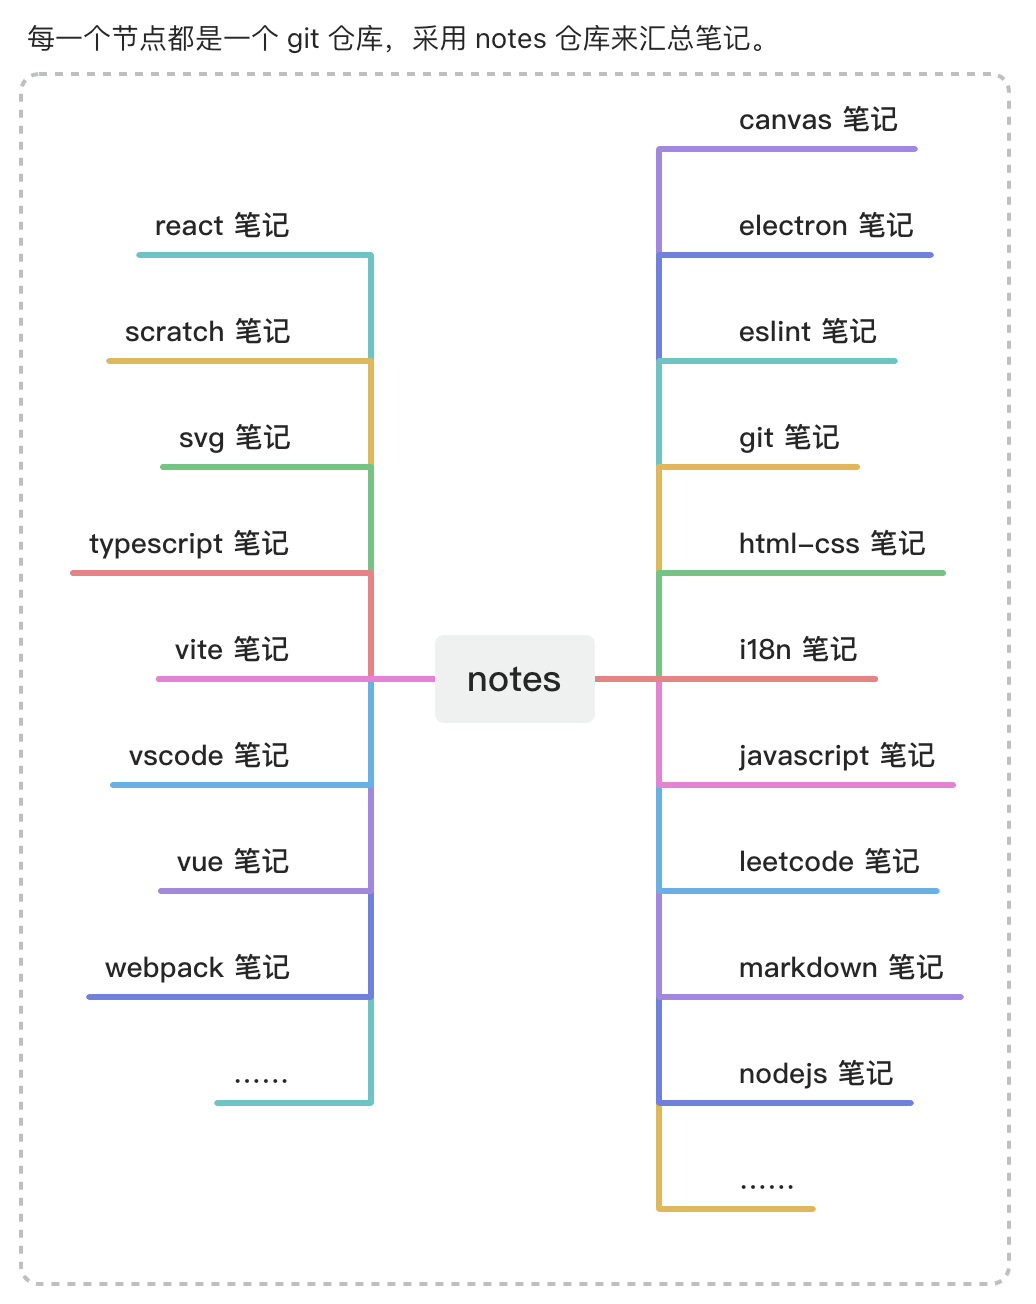 每一个节点都是一个 git 仓库，采用 notes 仓库来汇总笔记。
canvas 笔记
electron 笔记
eslint 笔记
git 笔记
html-css 笔记
i18n 笔记
javascript 笔记
leetcode 笔记
markdown 笔记
nodejs 笔记
……
notes
react 笔记
scratch 笔记
svg 笔记
typescript 笔记
vite 笔记
vscode 笔记
vue 笔记
webpack 笔记
……